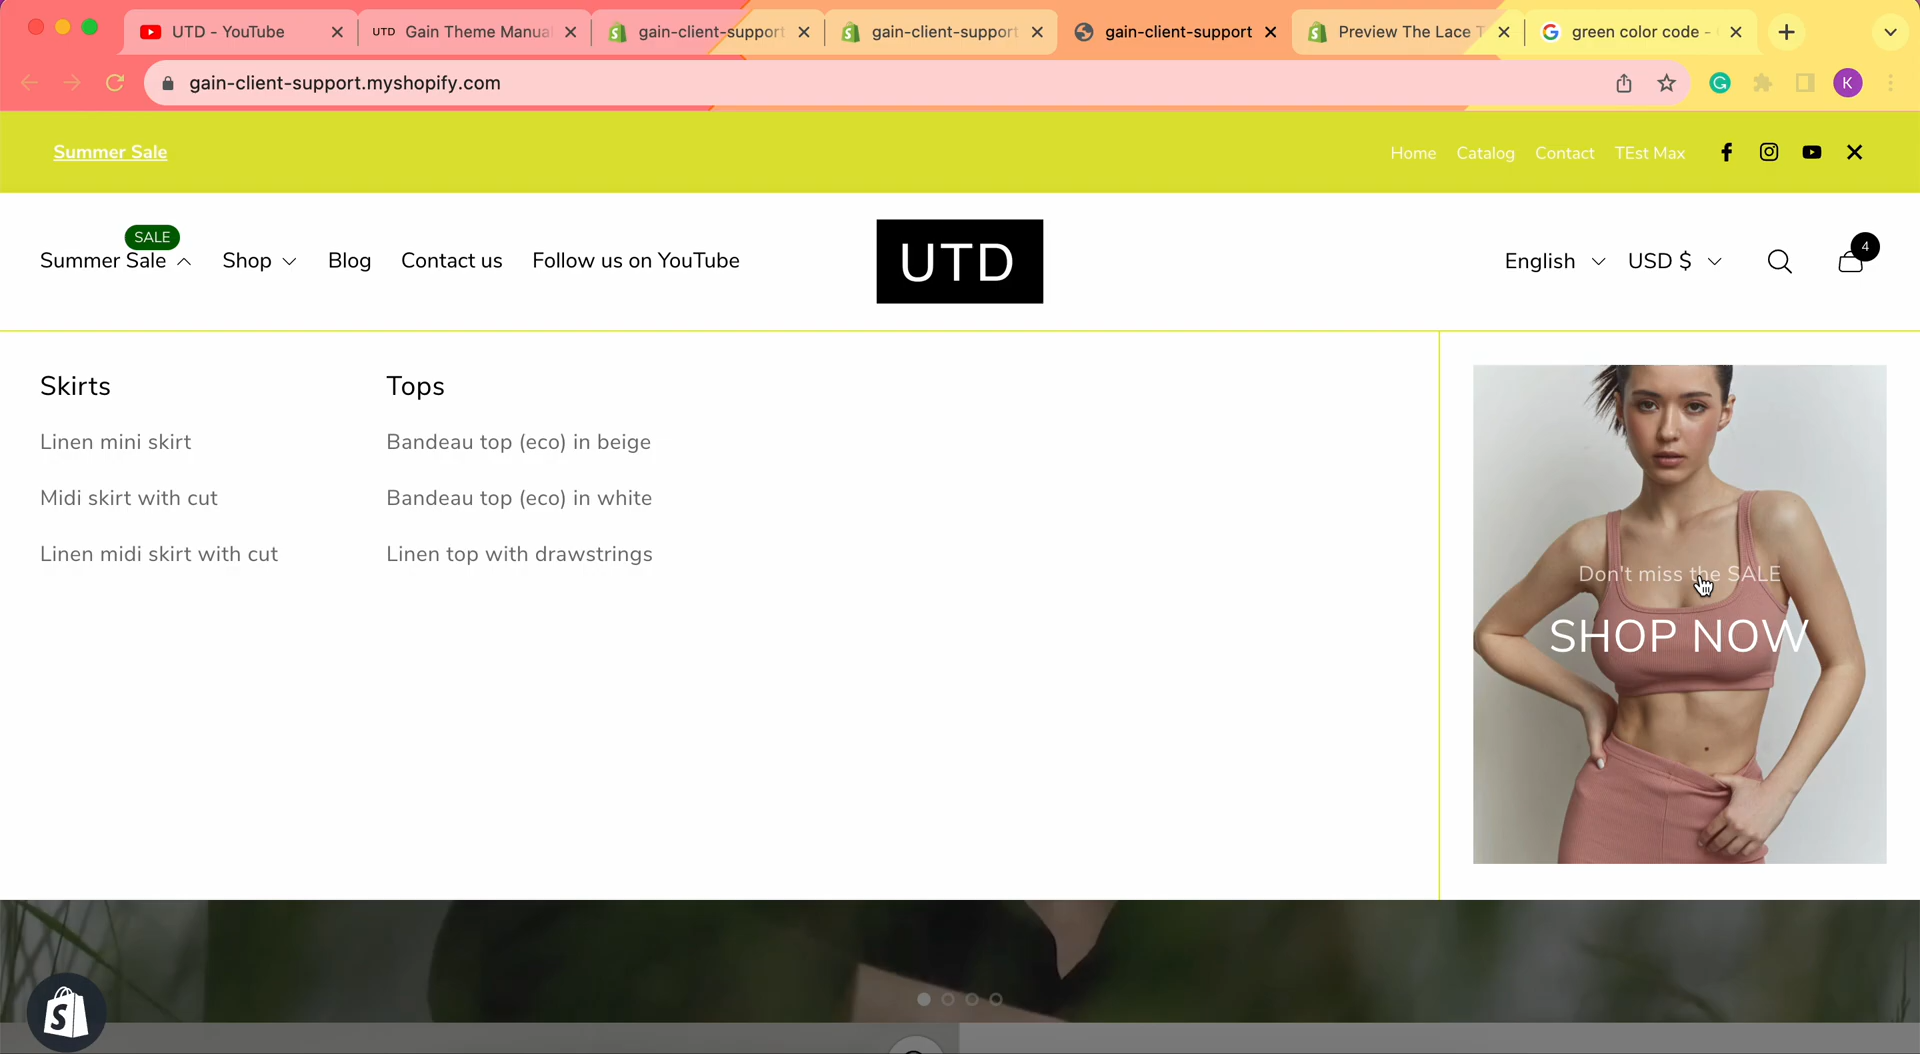 UTD - YouTube
UTD Gain Theme Manual
gain-client-support
gain-client-support
gain-client-support
Preview The Lace T
green color code -
gain-client-support.myshopify.com
K
Summer Sale
Home Catalog Contact TEst Max
SALE
Summer Sale Shop Blog Contact us Follow us on YouTube
UTD
English USD $
4
Skirts
Linen mini skirt
Midi skirt with cut
Linen midi skirt with cut
Tops
Bandeau top (eco) in beige
Bandeau top (eco) in white
Linen top with drawstrings
Don't miss the SALE
SHOP NOW